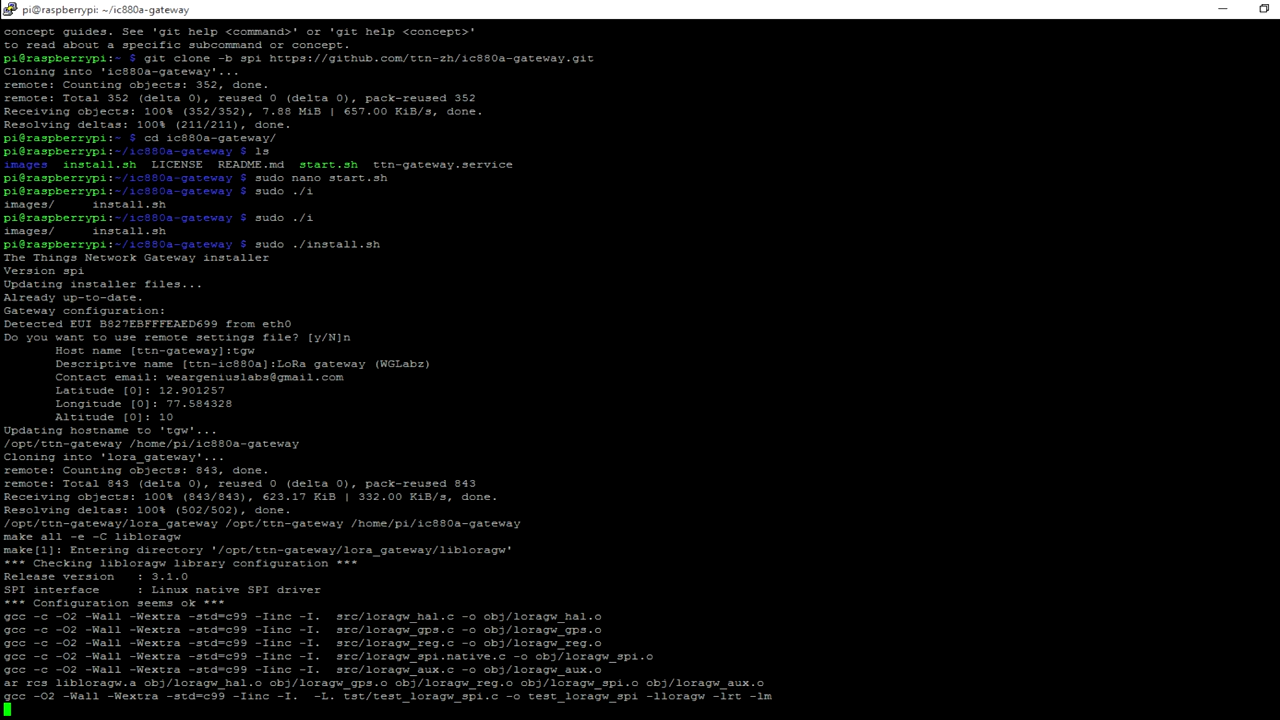 pi@raspberrypi: ~/ic880a-gateway
concept guides. See 'git help <command>' or 'git help <concept>'
to read about a specific subcommand or concept.
pi@raspberrypi:~ $ git clone -b spi https://github.com/ttn-zh/ic880a-gateway.git
Cloning into 'ic880a-gateway'...
remote: Counting objects: 352, done.
remote: Total 352 (delta 0), reused 0 (delta 0), pack-reused 352
Receiving objects: 100% (352/352), 7.88 MiB | 657.00 KiB/s, done.
Resolving deltas: 100% (211/211), done.
pi@raspberrypi:~ $ cd ic880a-gateway/
pi@raspberrypi:~/ic880a-gateway $ ls
images  install.sh  LICENSE  README.md  start.sh  ttn-gateway.service
pi@raspberrypi:~/ic880a-gateway $ sudo nano start.sh
pi@raspberrypi:~/ic880a-gateway $ sudo ./i
images/     install.sh
pi@raspberrypi:~/ic880a-gateway $ sudo ./i
images/     install.sh
pi@raspberrypi:~/ic880a-gateway $ sudo ./install.sh
The Things Network Gateway installer
Version spi
Updating installer files...
Already up-to-date.
Gateway configuration:
Detected EUI B827EBFFFEAED699 from eth0
Do you want to use remote settings file? [y/N]n
       Host name [ttn-gateway]:tgw
       Descriptive name [ttn-ic880a]:LoRa gateway (WGLabz)
       Contact email: weargeniuslabs@gmail.com
       Latitude [0]: 12.901257
       Longitude [0]: 77.584328
       Altitude [0]: 10
Updating hostname to 'tgw'...
/opt/ttn-gateway /home/pi/ic880a-gateway
Cloning into 'lora_gateway'...
remote: Counting objects: 843, done.
remote: Total 843 (delta 0), reused 0 (delta 0), pack-reused 843
Receiving objects: 100% (843/843), 623.17 KiB | 332.00 KiB/s, done.
Resolving deltas: 100% (502/502), done.
/opt/ttn-gateway/lora_gateway /opt/ttn-gateway /home/pi/ic880a-gateway
make all -e -C libloragw
make[1]: Entering directory '/opt/ttn-gateway/lora_gateway/libloragw'
*** Checking libloragw library configuration ***
Release version   : 3.1.0
SPI interface     : Linux native SPI driver
*** Configuration seems ok ***
gcc -c -O2 -Wall -Wextra -std=c99 -Iinc -I.  src/loragw_hal.c -o obj/loragw_hal.o
gcc -c -O2 -Wall -Wextra -std=c99 -Iinc -I.  src/loragw_gps.c -o obj/loragw_gps.o
gcc -c -O2 -Wall -Wextra -std=c99 -Iinc -I.  src/loragw_reg.c -o obj/loragw_reg.o
gcc -c -O2 -Wall -Wextra -std=c99 -Iinc -I.  src/loragw_spi.native.c -o obj/loragw_spi.o
gcc -c -O2 -Wall -Wextra -std=c99 -Iinc -I.  src/loragw_aux.c -o obj/loragw_aux.o
ar rcs libloragw.a obj/loragw_hal.o obj/loragw_gps.o obj/loragw_reg.o obj/loragw_spi.o obj/loragw_aux.o
gcc -O2 -Wall -Wextra -std=c99 -Iinc -I.  -L. tst/test_loragw_spi.c -o test_loragw_spi -lloragw -lrt -lm